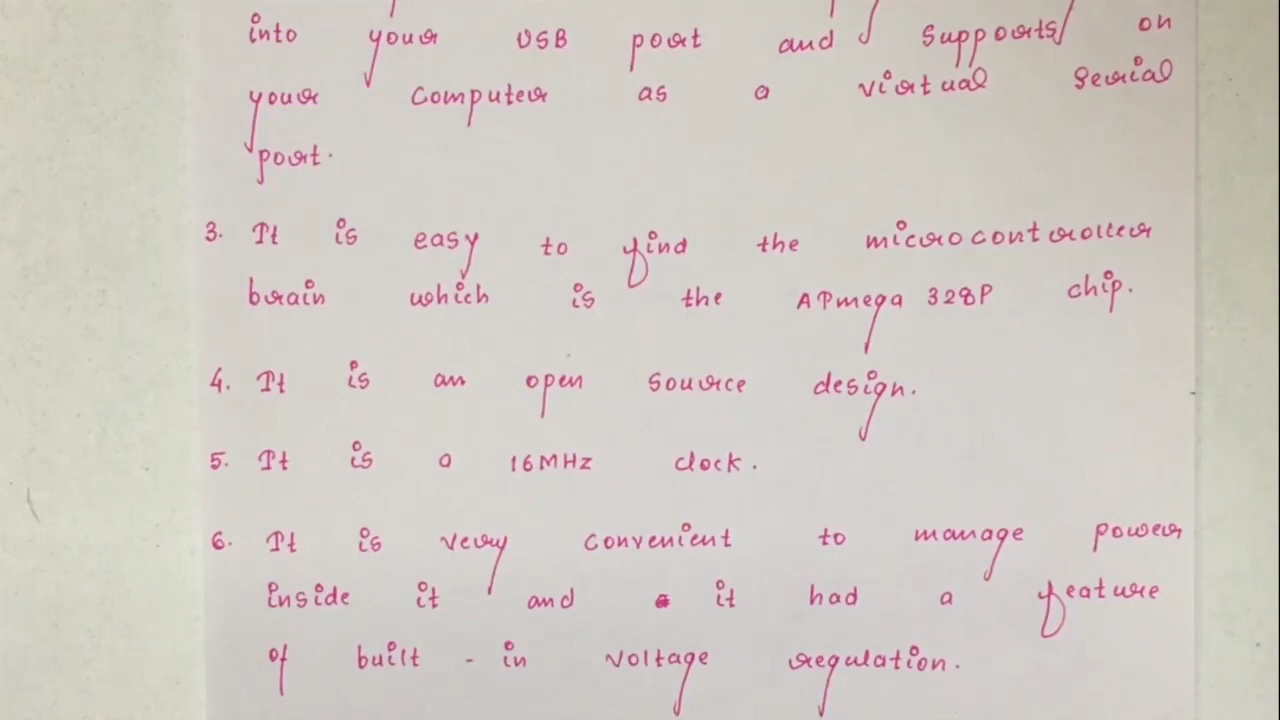 into your USB port and supports on
your computer as a virtual serial
port.
3. It is easy to find the microcontroller
brain which is the ATmega 328P chip.
4. It is an open source design.
5. It is a 16MHz clock.
6. It is very convenient to manage power
inside it and it had a feature
of built - in voltage regulation.